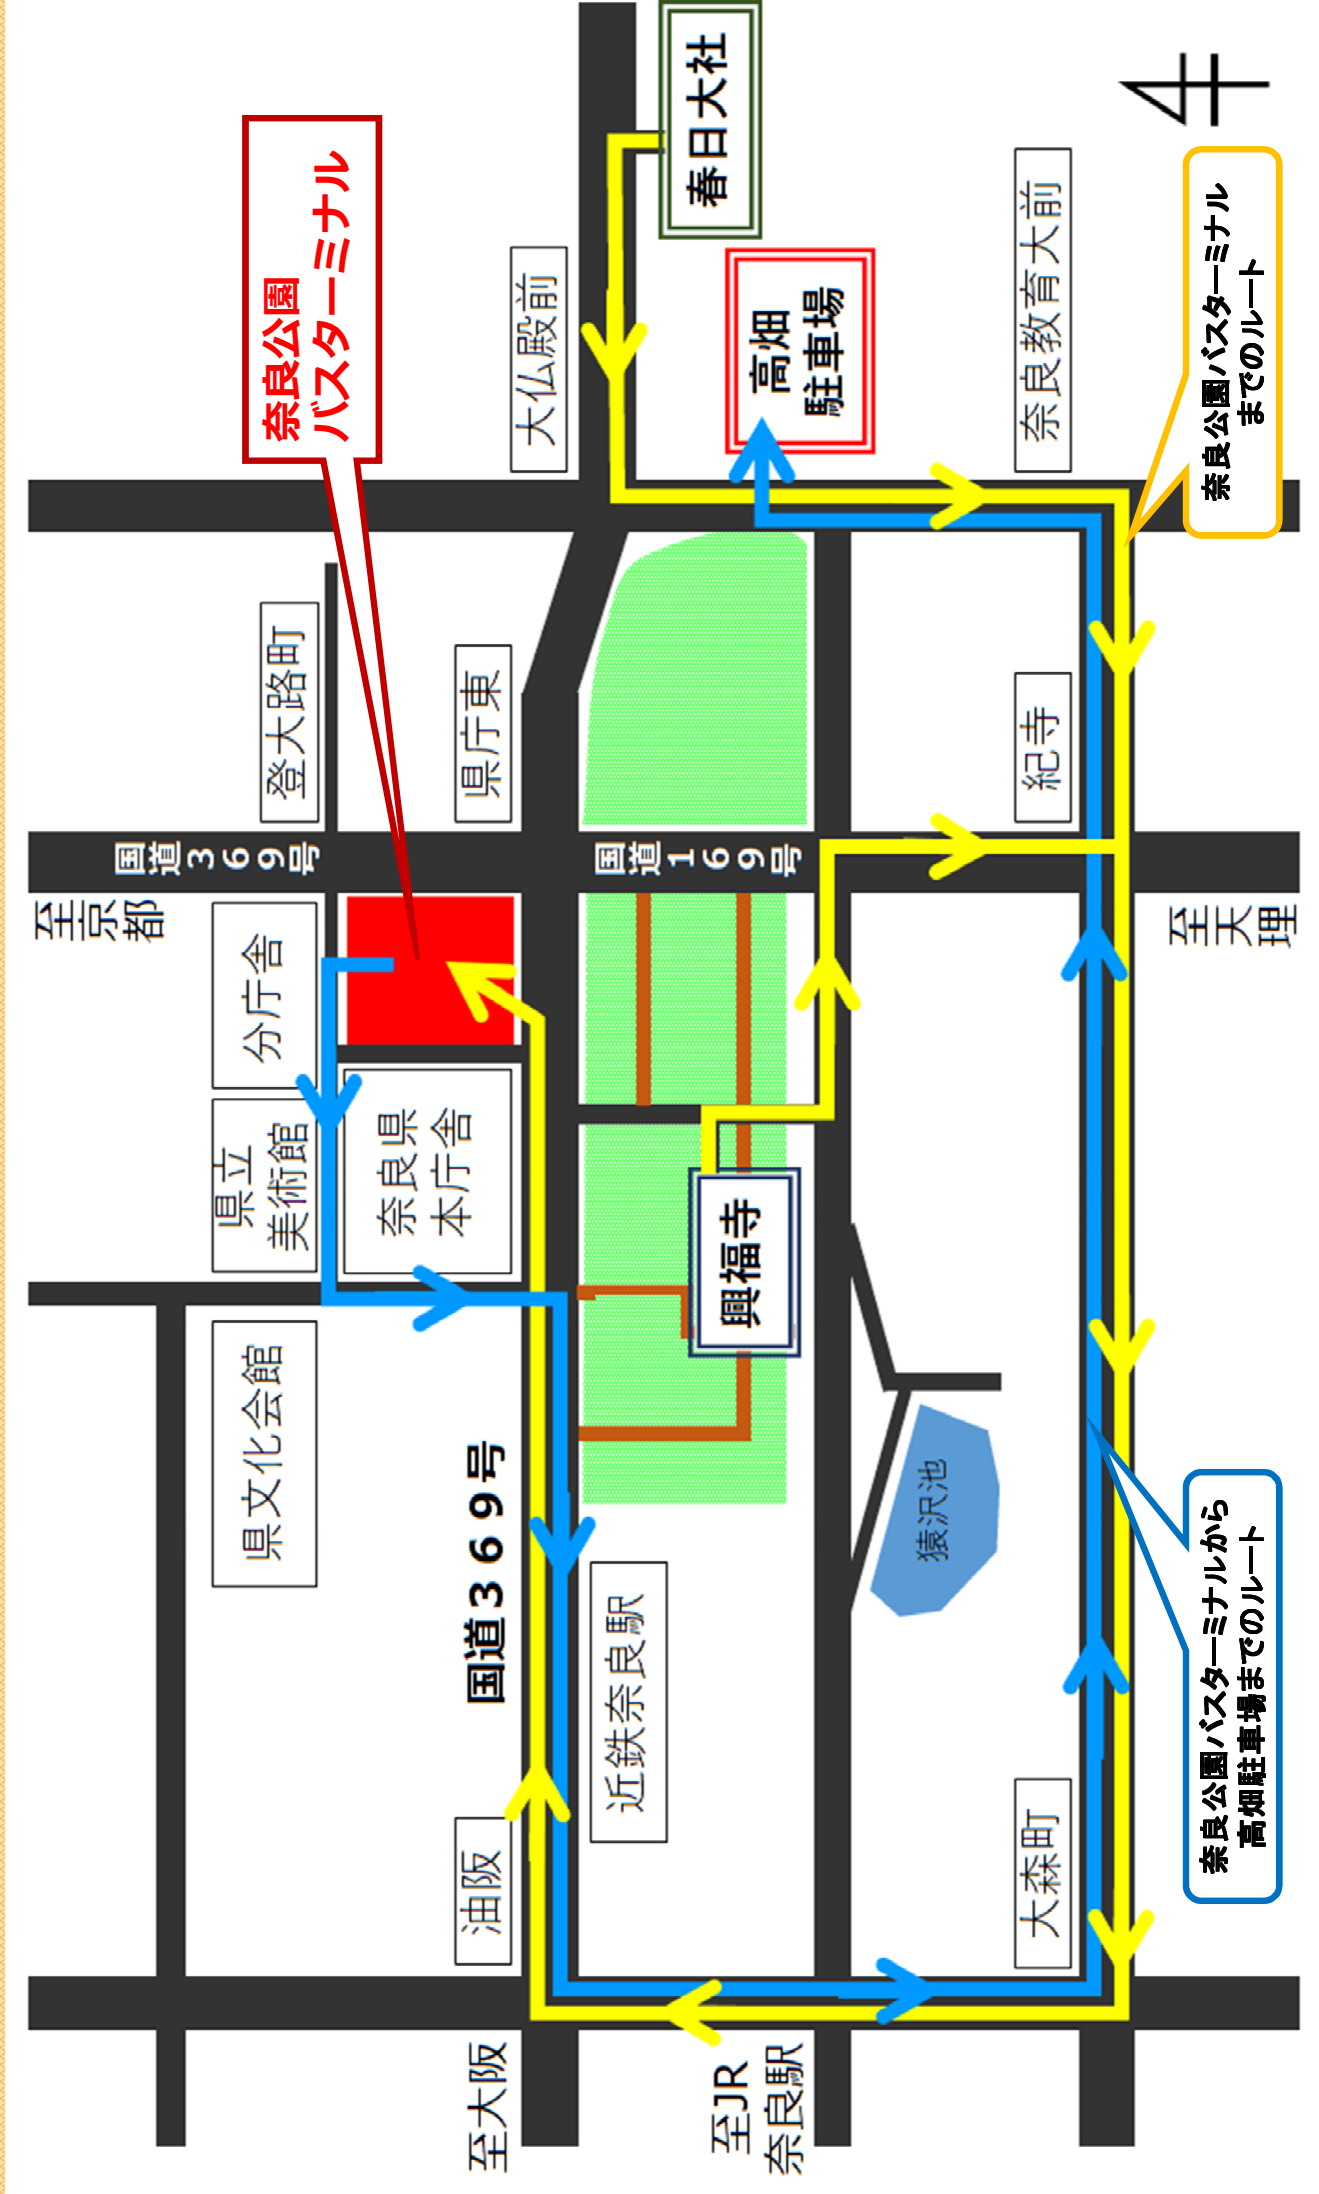 至京都
国道369号
県文化会館
県立
美術館
分庁舎
登大路町
奈良公園
バスターミナル
奈良県
本庁舎
油阪
県庁東
至大阪
国道369号
大仏殿前
近鉄奈良駅
国道169号
春日大社
至JR
奈良駅
興福寺
高畑
駐車場
猿沢池
大森町
紀寺
奈良教育大前
至天理
奈良公園バスターミナルから
高畑駐車場までのルート
奈良公園バスターミナル
までのルート